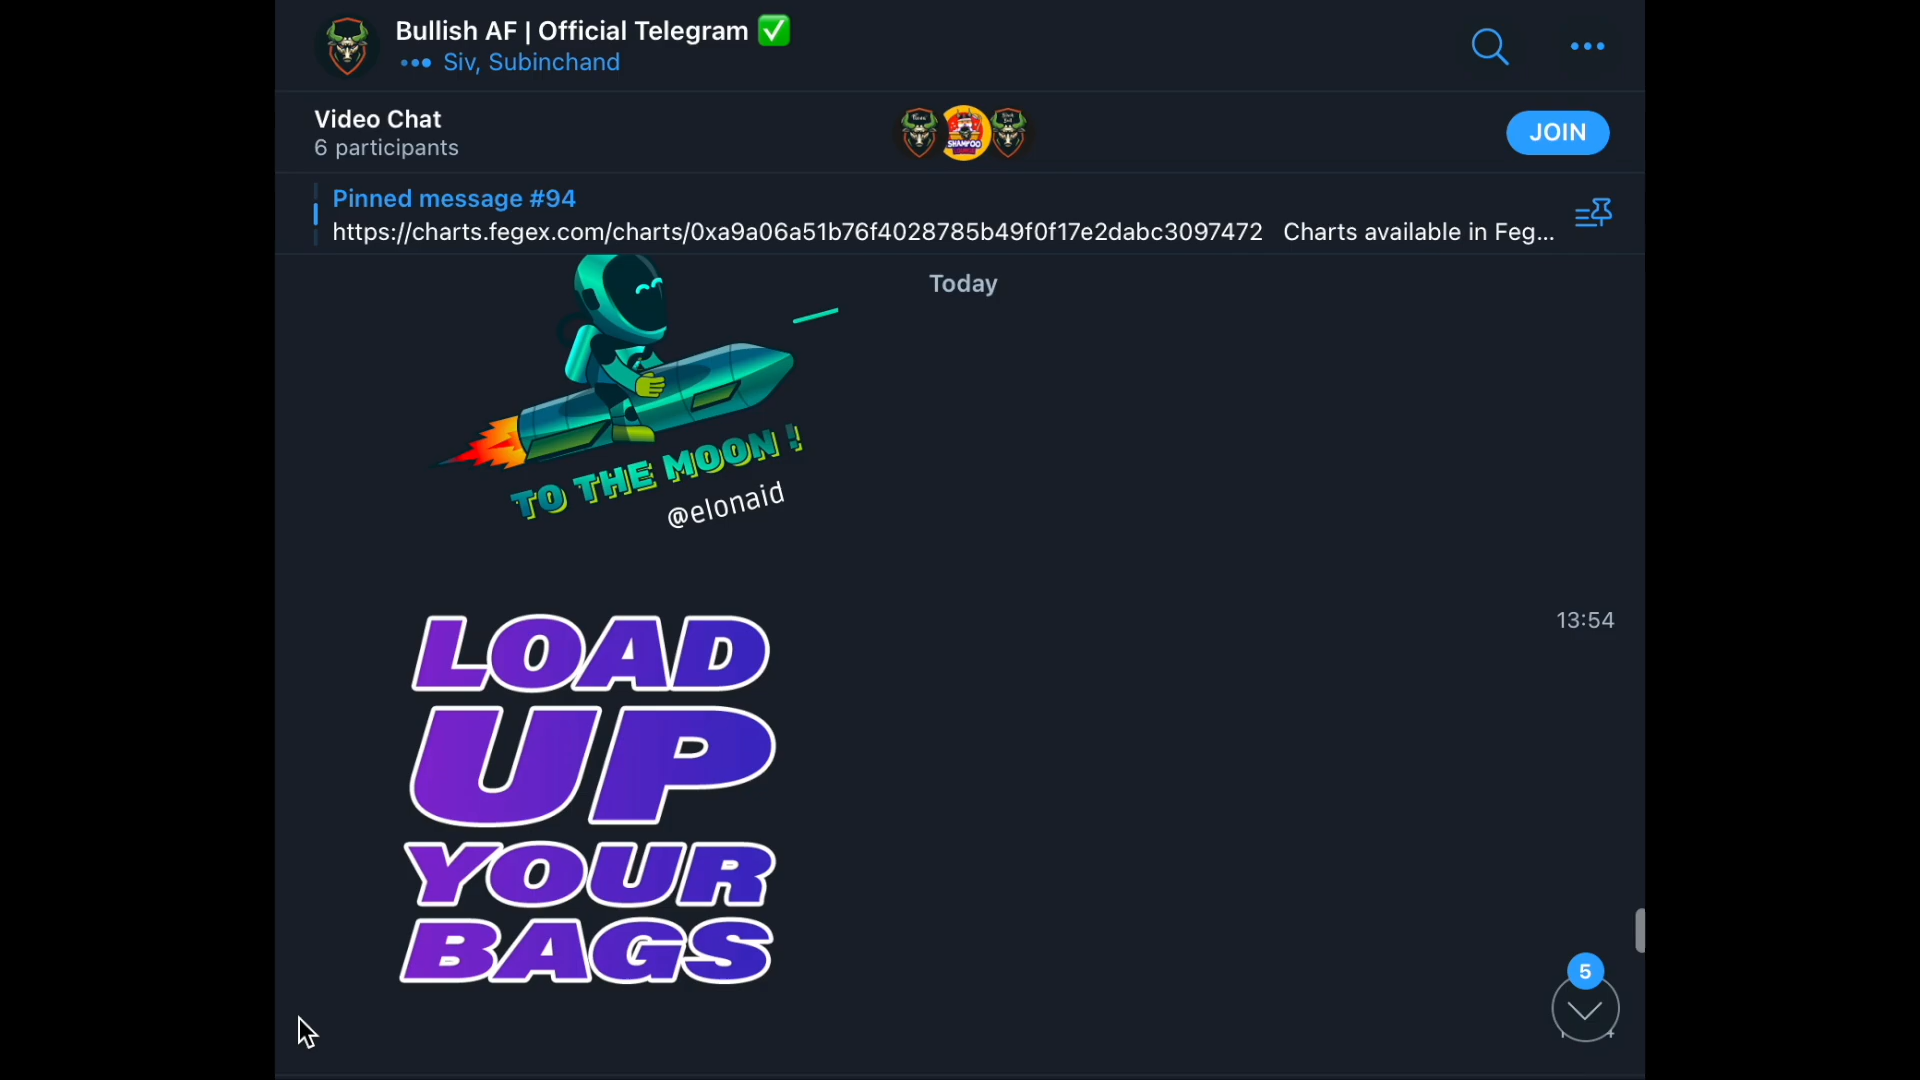 Bullish AF | Official Telegram ✅
Siv, Subinchand
Video Chat
6 participants
SHAMPOO
JOIN
Pinned message #94
https://charts.fegex.com/charts/0xa9a06a51b76f4028785b49f0f17e2dabc3097472 Charts available in Feg...
Today
TO THE MOON !
@elonaid
13:54
LOAD
UP
YOUR
BAGS
5